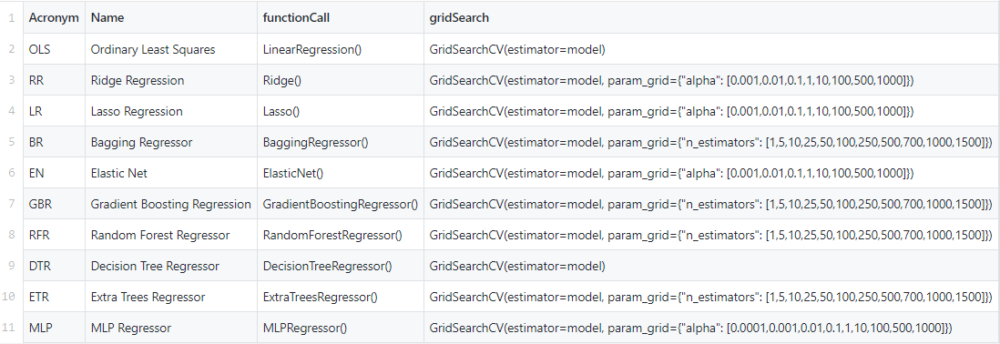 1 Acronym Name functionCall gridSearch
2 OLS Ordinary Least Squares LinearRegression() GridSearchCV(estimator=model)
3 RR Ridge Regression Ridge() GridSearchCV(estimator=model, param_grid={"alpha": [0.001,0.01,0.1,1,10,100,500,1000]})
4 LR Lasso Regression Lasso() GridSearchCV(estimator=model, param_grid={"alpha": [0.001,0.01,0.1,1,10,100,500,1000]})
5 BR Bagging Regressor BaggingRegressor() GridSearchCV(estimator=model, param_grid={"n_estimators": [1,5,10,25,50,100,250,500,700,1000,1500]})
6 EN Elastic Net ElasticNet() GridSearchCV(estimator=model, param_grid={"alpha": [0.001,0.01,0.1,1,10,100,500,1000]})
7 GBR Gradient Boosting Regression GradientBoostingRegressor() GridSearchCV(estimator=model, param_grid={"n_estimators": [1,5,10,25,50,100,250,500,700,1000,1500]})
8 RFR Random Forest Regressor RandomForestRegressor() GridSearchCV(estimator=model, param_grid={"n_estimators": [1,5,10,25,50,100,250,500,700,1000,1500]})
9 DTR Decision Tree Regressor DecisionTreeRegressor() GridSearchCV(estimator=model)
10 ETR Extra Trees Regressor ExtraTreesRegressor() GridSearchCV(estimator=model, param_grid={"n_estimators": [1,5,10,25,50,100,250,500,700,1000,1500]})
11 MLP MLP Regressor MLPRegressor() GridSearchCV(estimator=model, param_grid={"alpha": [0.0001,0.001,0.01,0.1,1,10,100,500,1000]})